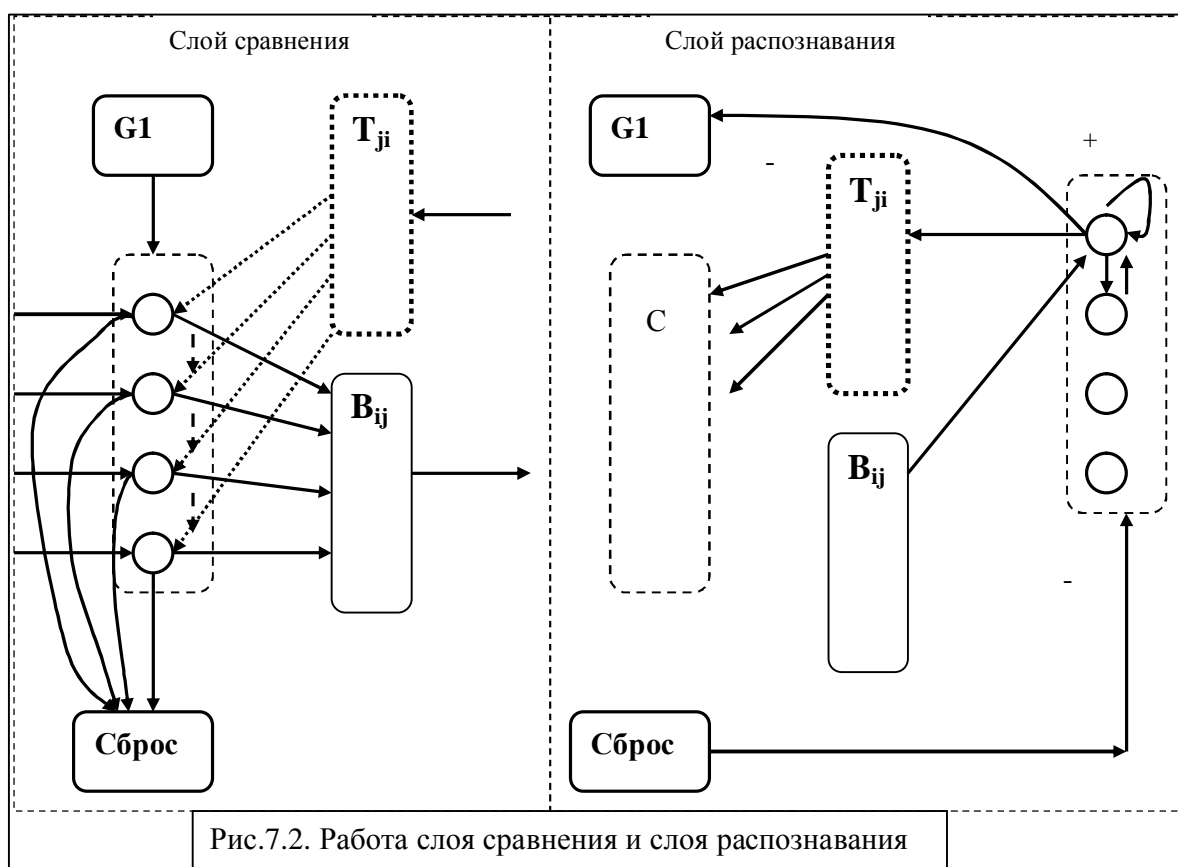 Слой сравнения
G1
Tji
Bij
Сброс
Слой распознавания
G1
-
+
Tji
С
Bij
-
Сброс
Рис.7.2. Работа слоя сравнения и слоя распознавания